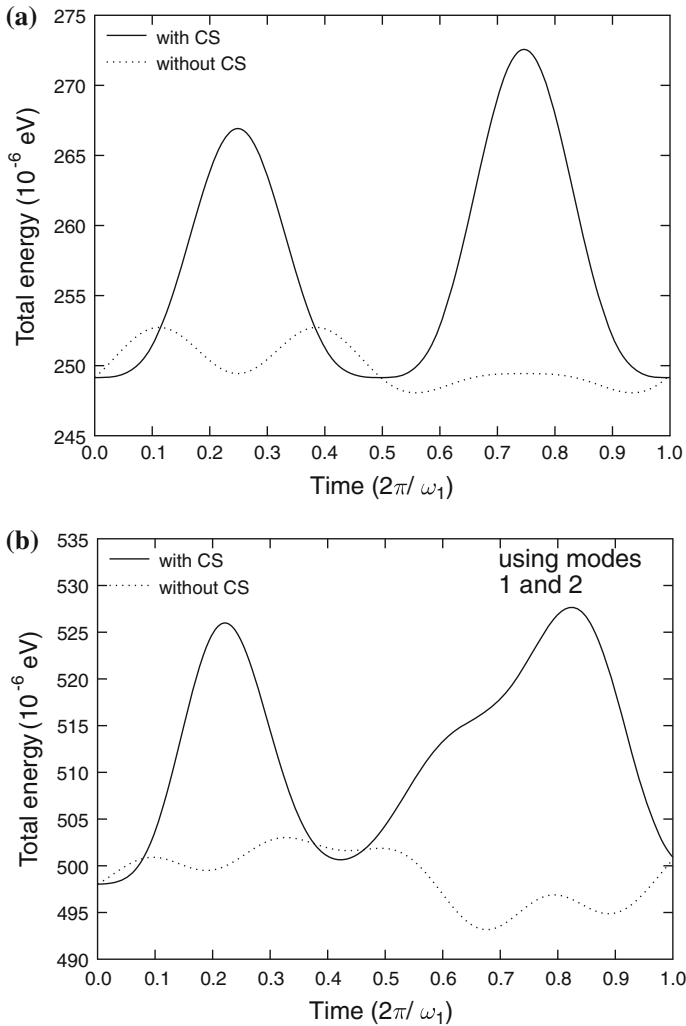 (a)
275
270
265
260
255
250
245
Total energy (10⁻⁶ eV)
with CS
without CS
0.0 0.1 0.2 0.3 0.4 0.5 0.6 0.7 0.8 0.9 1.0
Time (2π/ ω₁)
(b)
535
530
525
520
515
510
505
500
495
490
Total energy (10⁻⁶ eV)
with CS
without CS
using modes
1 and 2
0.0 0.1 0.2 0.3 0.4 0.5 0.6 0.7 0.8 0.9 1.0
Time (2π/ ω₁)